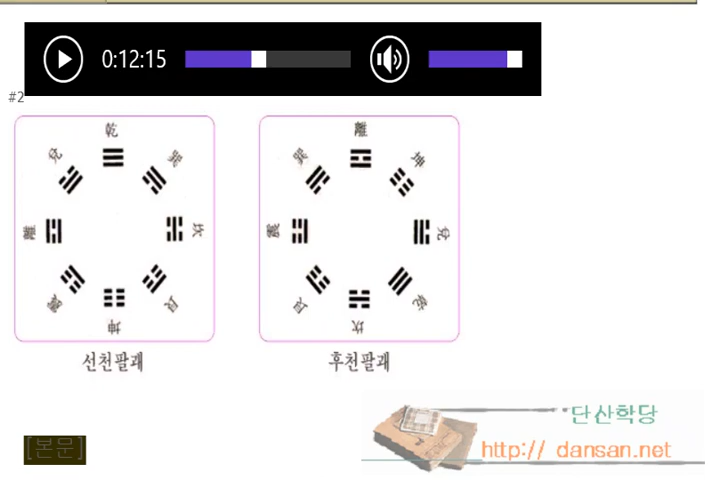 0:12:15
#2
乾
兌
巽
離
坎
震
艮
坤
선천팔괘
離
巽
坤
震
兌
艮
乾
坎
후천팔괘
단산학당
http:// dansan.net
[본문]